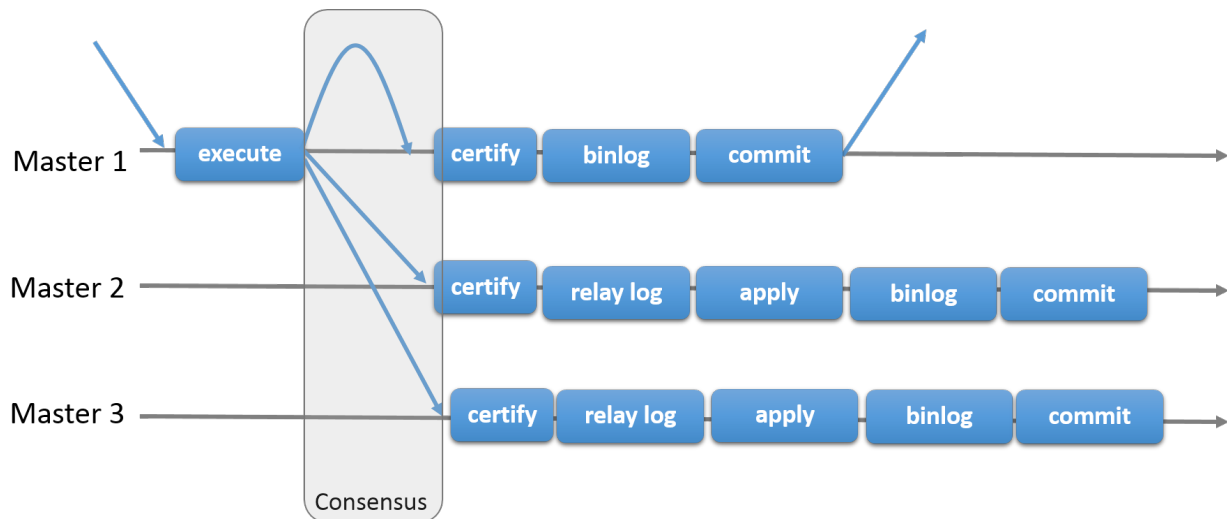 Master 1 execute certify binlog commit
Master 2 certify relay log apply binlog commit
Master 3 certify relay log apply binlog commit
Consensus